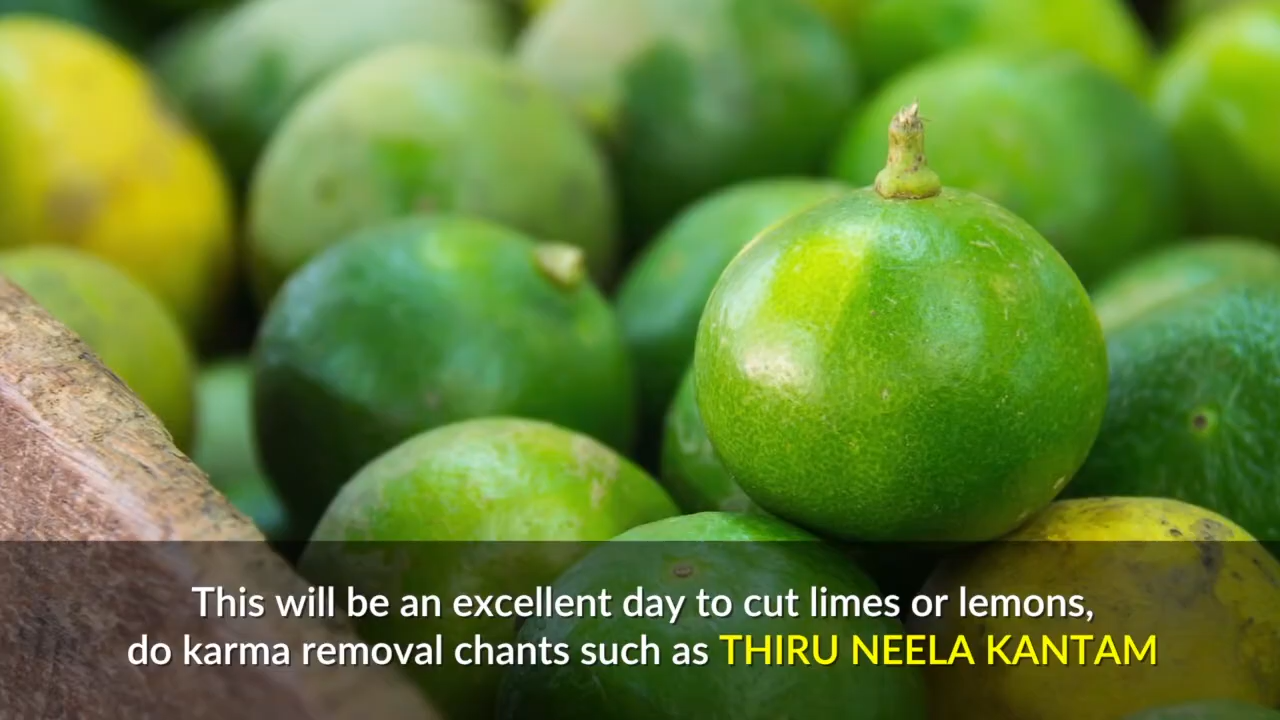 This will be an excellent day to cut limes or lemons,
do karma removal chants such as THIRU NEELA KANTAM